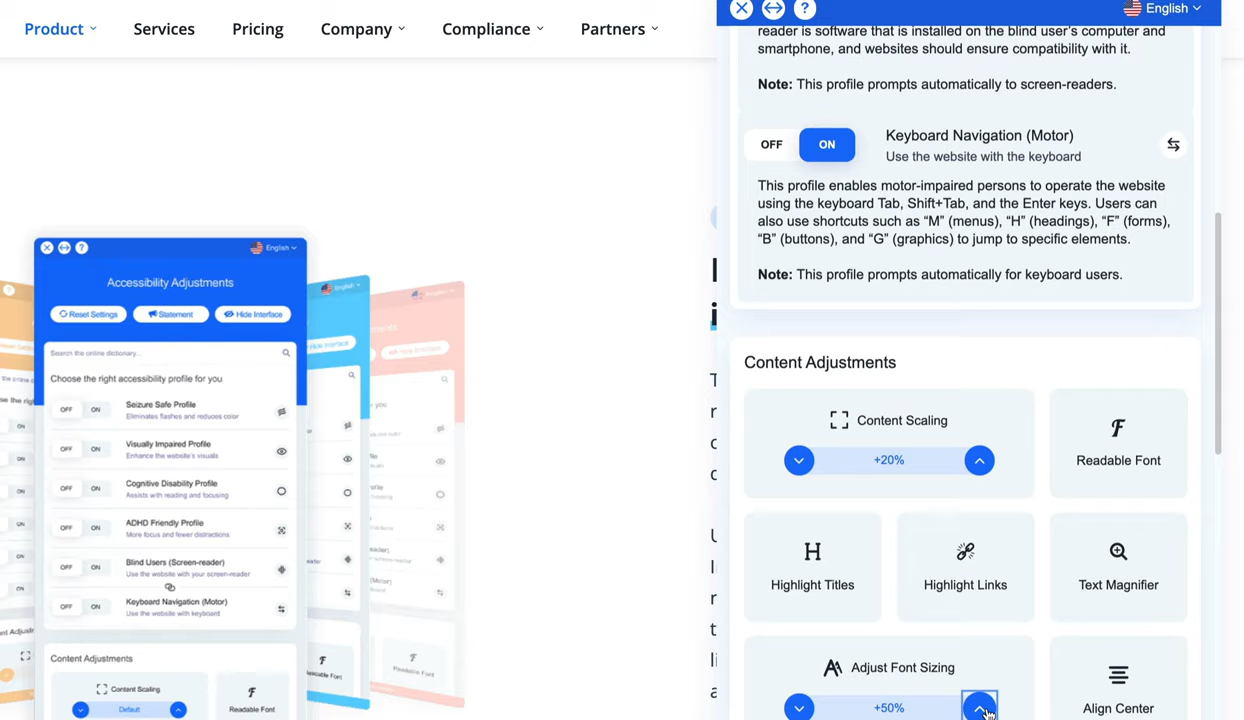 Product
Services
Pricing
Company
Compliance
Partners
English
reader is software that is installed on the blind user's computer and
smartphone, and websites should ensure compatibility with it.
Note: This profile prompts automatically to screen-readers.
OFF
ON
Keyboard Navigation (Motor)
Use the website with the keyboard
This profile enables motor-impaired persons to operate the website
using the keyboard Tab, Shift+Tab, and the Enter keys. Users can
also use shortcuts such as “M” (menus), “H” (headings), “F” (forms),
“B” (buttons), and “G” (graphics) to jump to specific elements.
Note: This profile prompts automatically for keyboard users.
Content Adjustments
Content Scaling
+20%
Readable Font
Highlight Titles
Highlight Links
Text Magnifier
Adjust Font Sizing
+50%
Align Center
English
Accessibility Adjustments
Reset Settings
Statement
Hide Interface
Search the online dictionary...
Choose the right accessibility profile for you
OFF ON
Seizure Safe Profile
Eliminates flashes and reduces color
OFF ON
Visually Impaired Profile
Enhance the website's visuals
OFF ON
Cognitive Disability Profile
Assists with reading and focusing
OFF ON
ADHD Friendly Profile
More focus and fewer distractions
OFF ON
Blind Users (Screen-reader)
Use the website with your screen-reader
OFF ON
Keyboard Navigation (Motor)
Use the website with keyboard
Content Adjustments
Content Scaling
Default
Readable Font
English
Hide Interface
Readable Font